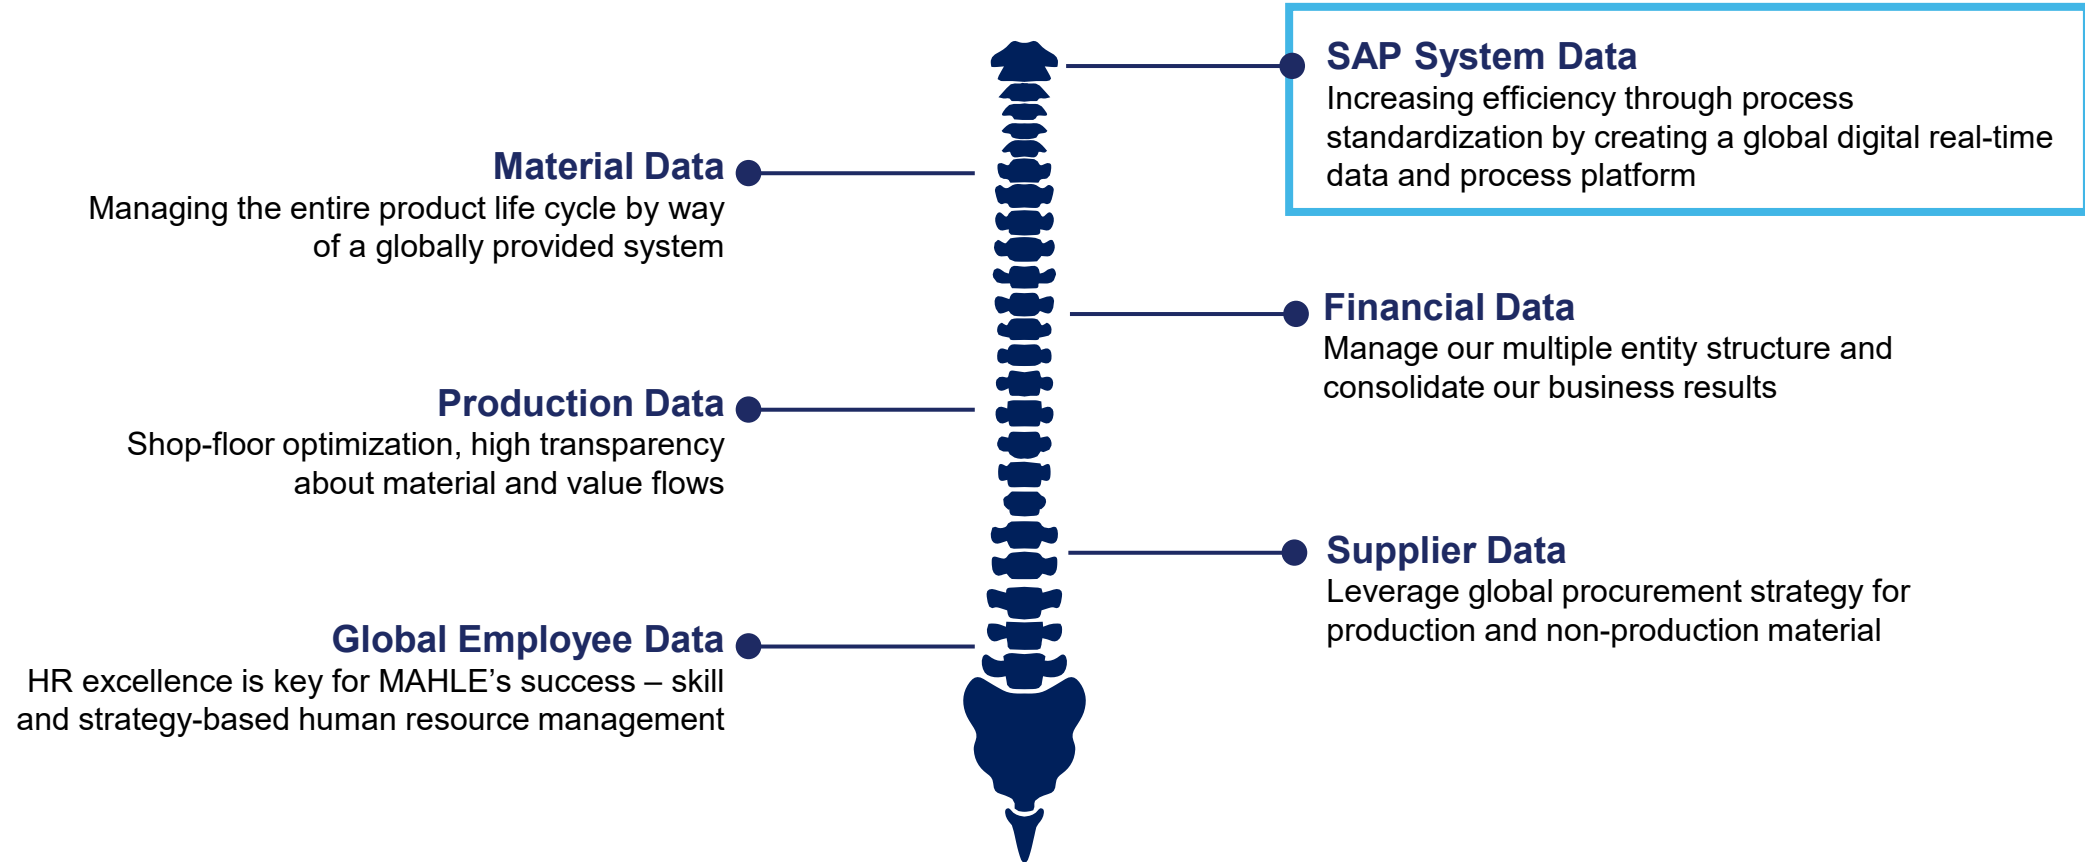 SAP System Data
Increasing efficiency through process
standardization by creating a global digital real-time
data and process platform
Material Data
Managing the entire product life cycle by way
of a globally provided system
Financial Data
Manage our multiple entity structure and
consolidate our business results
Production Data
Shop-floor optimization, high transparency
about material and value flows
Supplier Data
Leverage global procurement strategy for
production and non-production material
Global Employee Data
HR excellence is key for MAHLE’s success – skill
and strategy-based human resource management